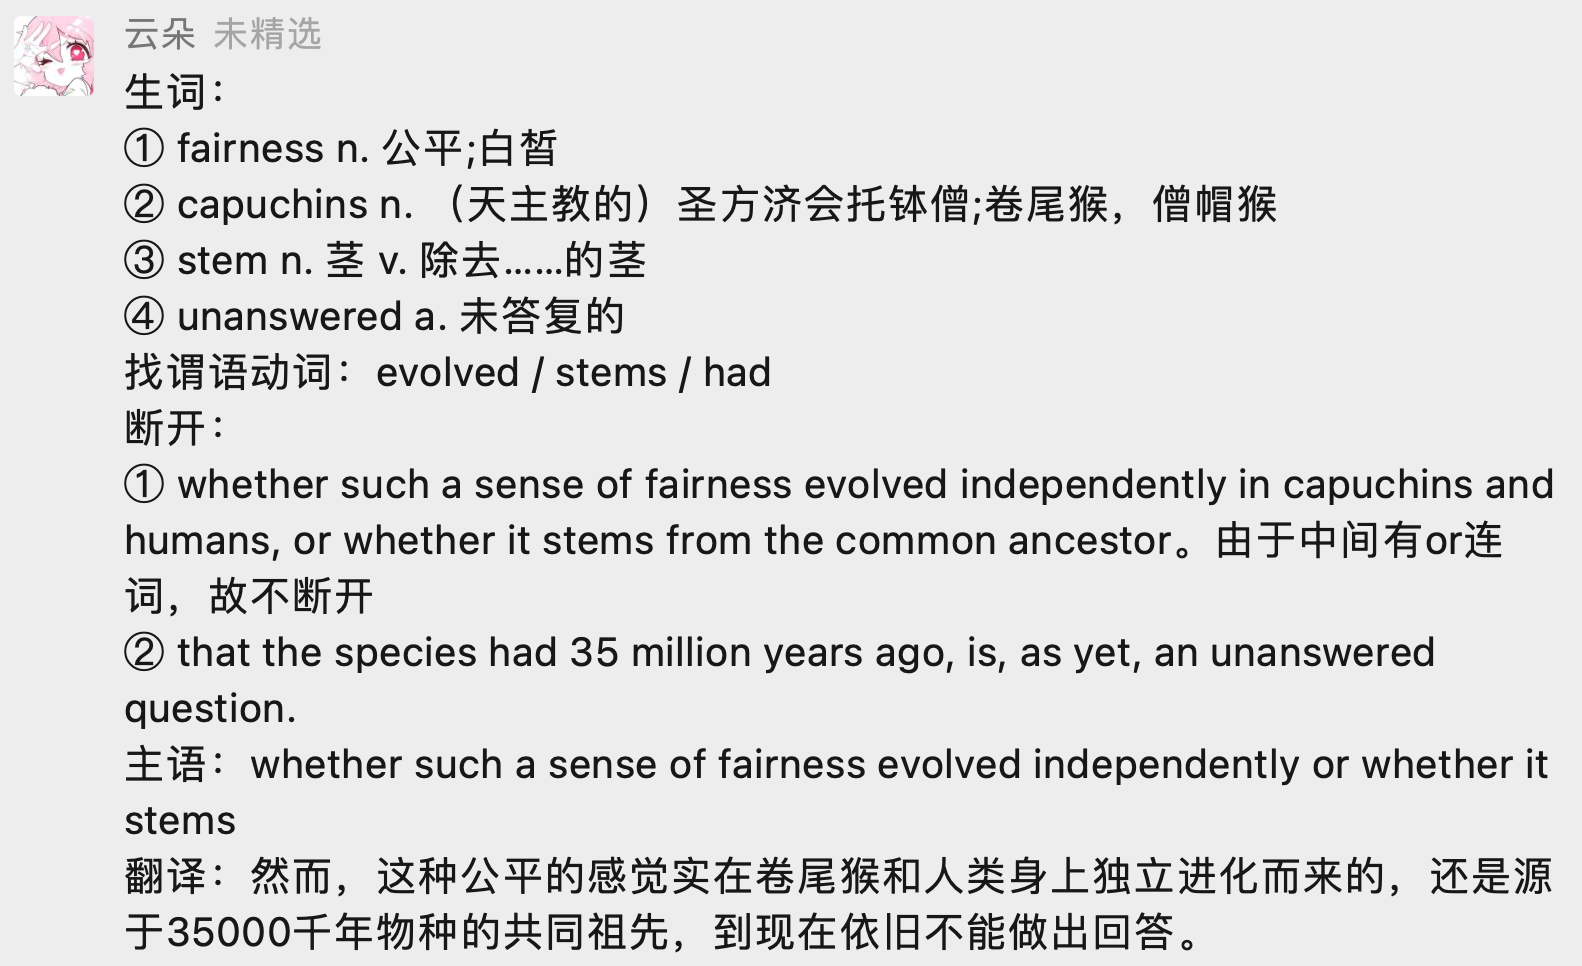 云朵 未精选
生词：
① fairness n. 公平;白皙
② capuchins n. （天主教的）圣方济会托钵僧;卷尾猴，僧帽猴
③ stem n. 茎 v. 除去……的茎
④ unanswered a. 未答复的
找谓语动词：evolved / stems / had
断开：
① whether such a sense of fairness evolved independently in capuchins and
humans, or whether it stems from the common ancestor。由于中间有or连
词，故不断开
② that the species had 35 million years ago, is, as yet, an unanswered
question.
主语：whether such a sense of fairness evolved independently or whether it
stems
翻译：然而，这种公平的感觉实在卷尾猴和人类身上独立进化而来的，还是源
于35000千年物种的共同祖先，到现在依旧不能做出回答。